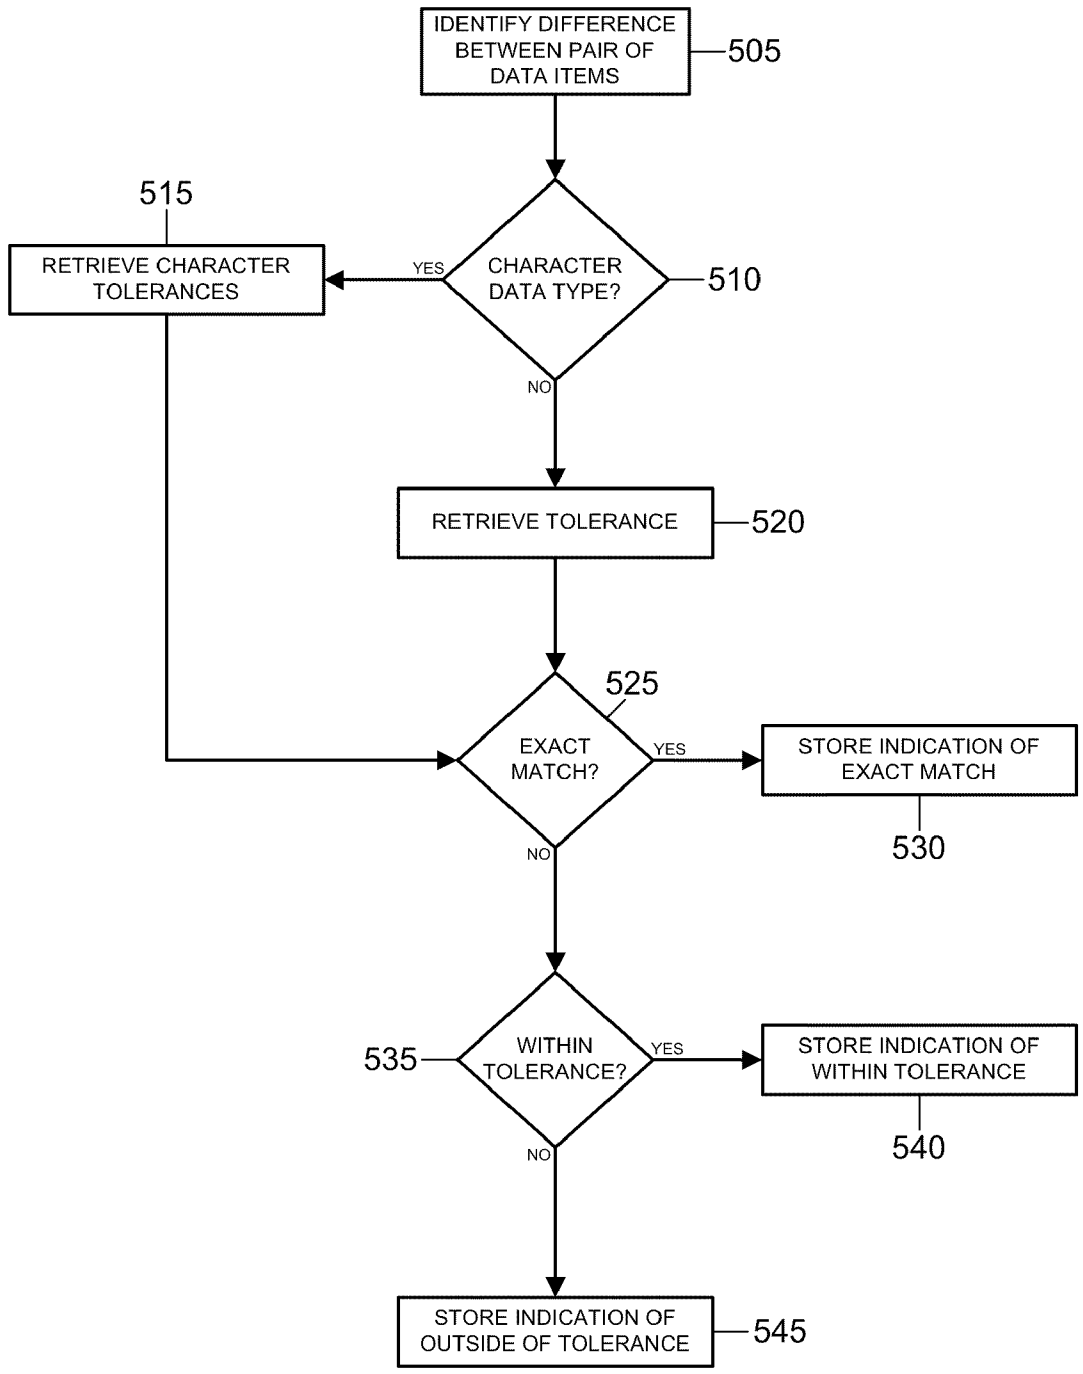 IDENTIFY DIFFERENCE
BETWEEN PAIR OF
DATA ITEMS
505
515
RETRIEVE CHARACTER
TOLERANCES
YES
CHARACTER
DATA TYPE?
510
NO
RETRIEVE TOLERANCE
520
525
EXACT
MATCH?
YES
STORE INDICATION OF
EXACT MATCH
530
NO
535
WITHIN
TOLERANCE?
YES
STORE INDICATION OF
WITHIN TOLERANCE
540
NO
STORE INDICATION OF
OUTSIDE OF TOLERANCE
545